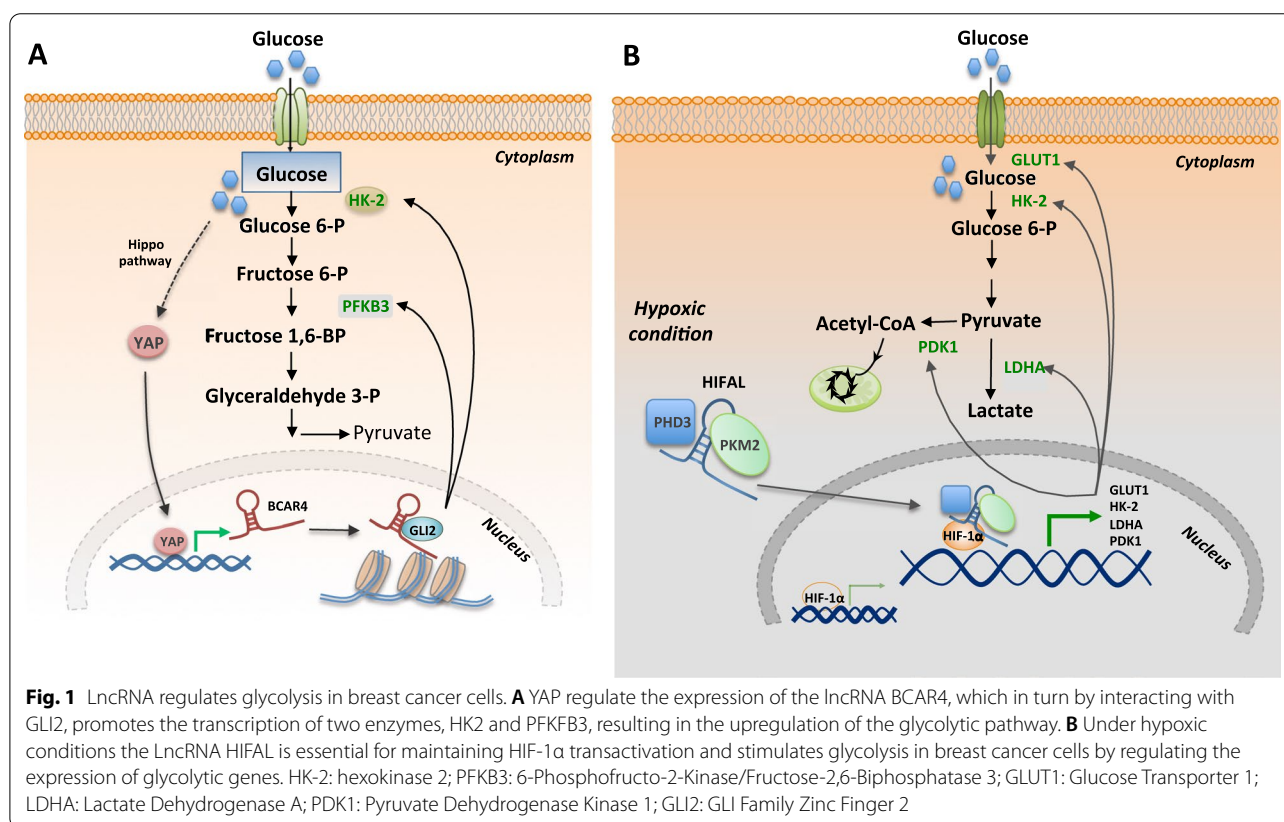 A
Glucose
Cytoplasm
Glucose
HK-2
Glucose 6-P
Hippo
pathway
Fructose 6-P
PFKB3
YAP
Fructose 1,6-BP
Glyceraldehyde 3-P
Pyruvate
BCAR4
GLI2
YAP
Nucleus
B
Glucose
Cytoplasm
GLUT1
Glucose
HK-2
Glucose 6-P
Hypoxic
condition
Acetyl-CoA
Pyruvate
PDK1
LDHA
HIFAL
Lactate
PHD3
PKM2
GLUT1
HK-2
LDHA
PDK1
HIF-1α
Nucleus
HIF-1α
Fig. 1 LncRNA regulates glycolysis in breast cancer cells. A YAP regulate the expression of the lncRNA BCAR4, which in turn by interacting with
GLI2, promotes the transcription of two enzymes, HK2 and PFKFB3, resulting in the upregulation of the glycolytic pathway. B Under hypoxic
conditions the LncRNA HIFAL is essential for maintaining HIF-1α transactivation and stimulates glycolysis in breast cancer cells by regulating the
expression of glycolytic genes. HK-2: hexokinase 2; PFKB3: 6-Phosphofructo-2-Kinase/Fructose-2,6-Biphosphatase 3; GLUT1: Glucose Transporter 1;
LDHA: Lactate Dehydrogenase A; PDK1: Pyruvate Dehydrogenase Kinase 1; GLI2: GLI Family Zinc Finger 2